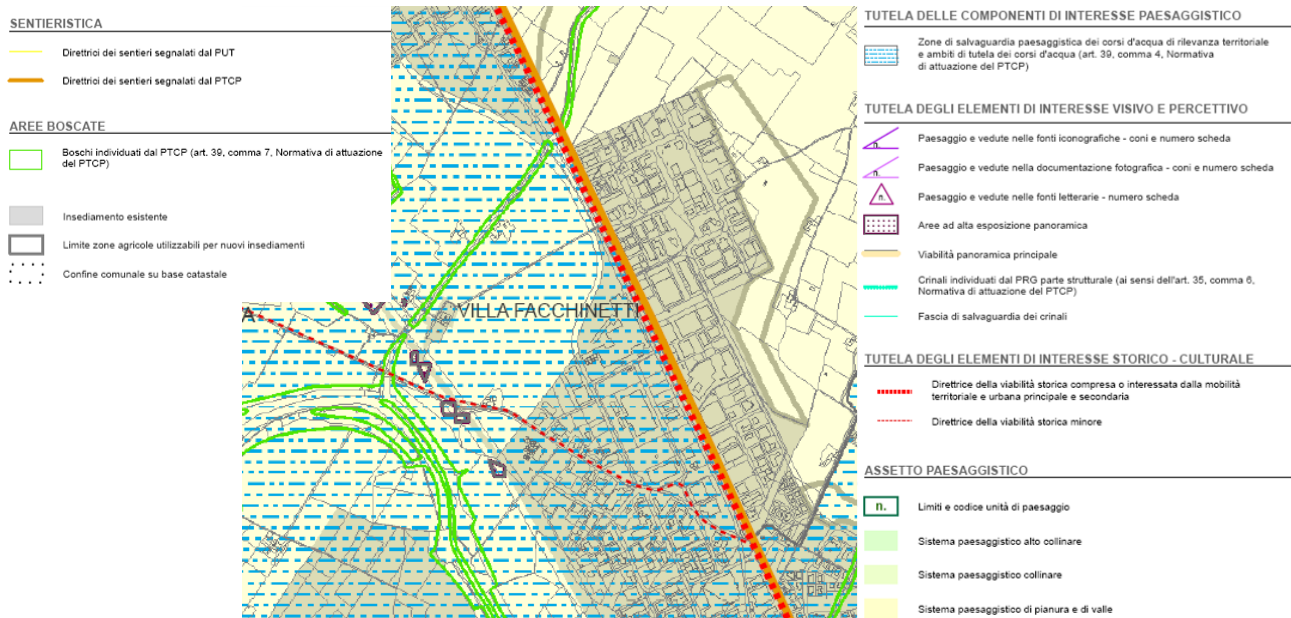 SENTIERISTICA
Direttrici dei sentieri segnalati dal PUT
Direttrici dei sentieri segnalati dal PTCP
AREE BOSCATE
Boschi individuati dal PTCP (art. 39, comma 7, Normativa di attuazione
del PTCP)
Insediamento esistente
Limite zone agricole utilizzabili per nuovi insediamenti
Confine comunale su base catastale
VILLA FACCHINETTI
A
TUTELA DELLE COMPONENTI DI INTERESSE PAESAGGISTICO
Zone di salvaguardia paesaggistica dei corsi d'acqua di rilevanza territoriale
e ambiti di tutela dei corsi d'acqua (art. 39, comma 4, Normativa
di attuazione del PTCP)
TUTELA DEGLI ELEMENTI DI INTERESSE VISIVO E PERCETTIVO
n. Paesaggio e vedute nelle fonti iconografiche - coni e numero scheda
n. Paesaggio e vedute nella documentazione fotografica - coni e numero scheda
n. Paesaggio e vedute nelle fonti letterarie - numero scheda
Aree ad alta esposizione panoramica
Viabilità panoramica principale
Crinali individuati dal PRG parte strutturale (ai sensi dell'art. 35, comma 6,
Normativa di attuazione del PTCP)
Fascia di salvaguardia dei crinali
TUTELA DEGLI ELEMENTI DI INTERESSE STORICO - CULTURALE
Direttrice della viabilità storica compresa o interessata dalla mobilità
territoriale e urbana principale e secondaria
Direttrice della viabilità storica minore
ASSETTO PAESAGGISTICO
n. Limiti e codice unità di paesaggio
Sistema paesaggistico alto collinare
Sistema paesaggistico collinare
Sistema paesaggistico di pianura e di valle